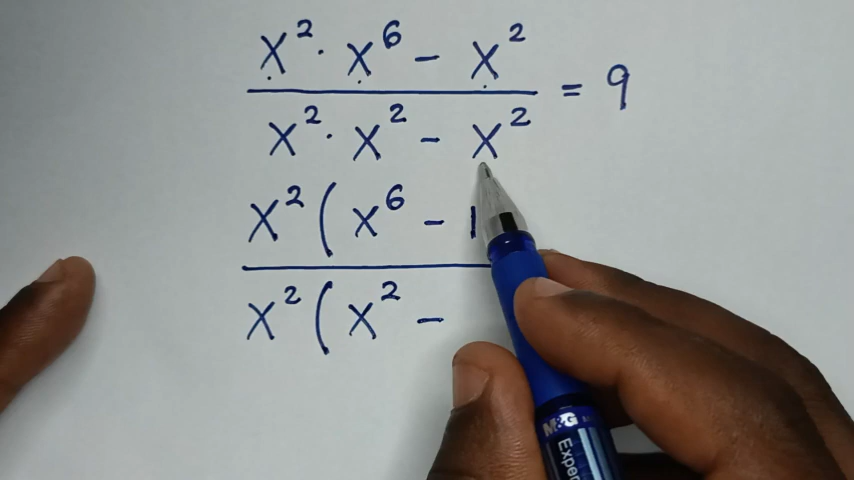 x² · x⁶ - x²
= 9
x² · x² - x²
x² ( x⁶ - 1
x² ( x² -
M&G
Exper